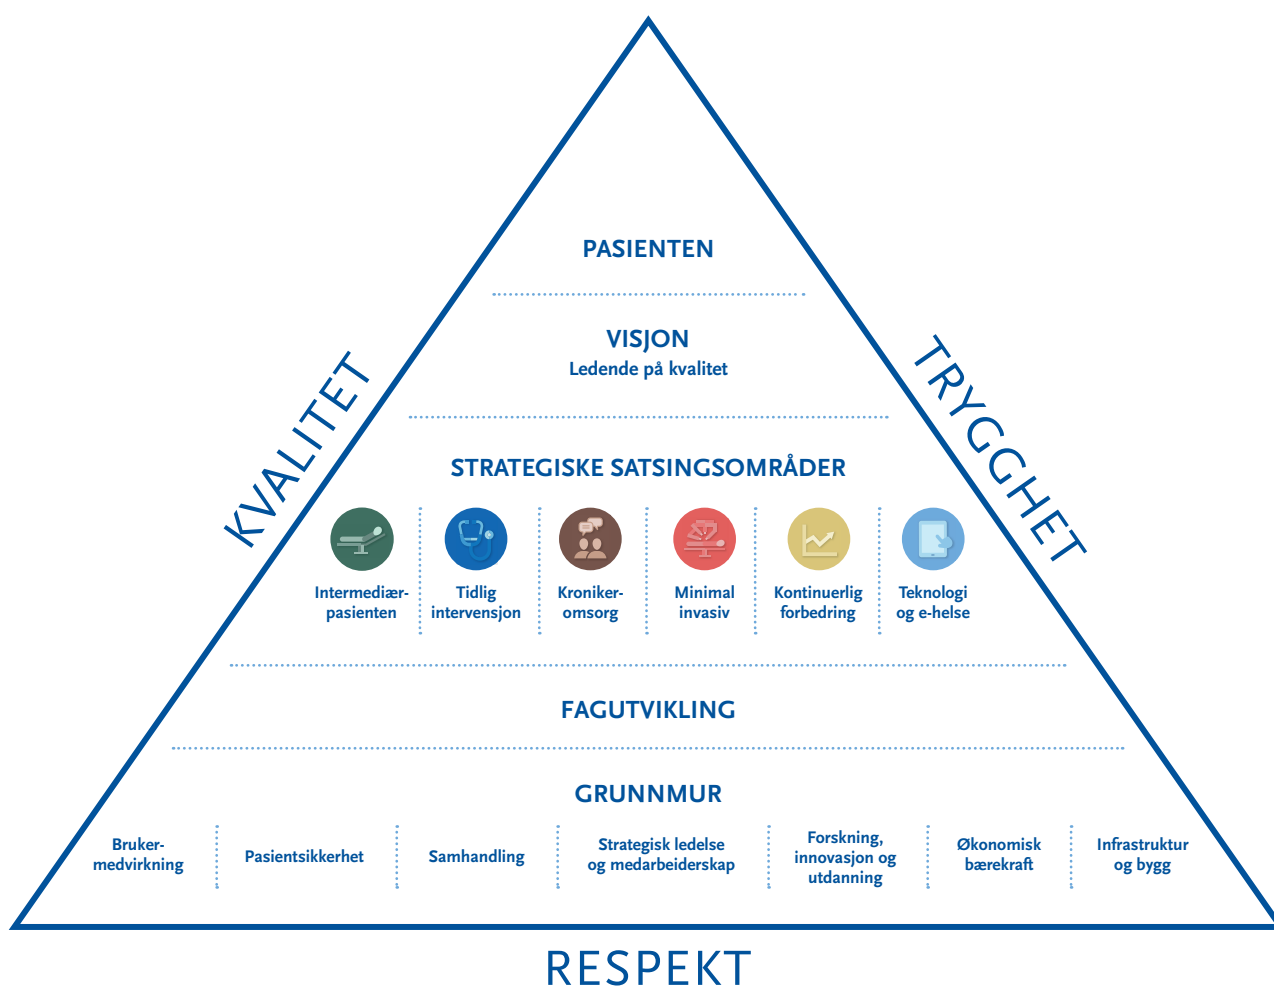 PASIENTEN
VISJON
Ledende på kvalitet
KVALITET
TRYGGHET
STRATEGISKE SATSINGSOMRÅDER
Intermediær-
pasienten
Tidlig
intervensjon
Kroniker-
omsorg
Minimal
invasiv
Kontinuerlig
forbedring
Teknologi
og e-helse
FAGUTVIKLING
GRUNNMUR
Bruker-
medvirkning
Pasientsikkerhet
Samhandling
Strategisk ledelse
og medarbeiderskap
Forskning,
innovasjon og
utdanning
Økonomisk
bærekraft
Infrastruktur
og bygg
RESPEKT